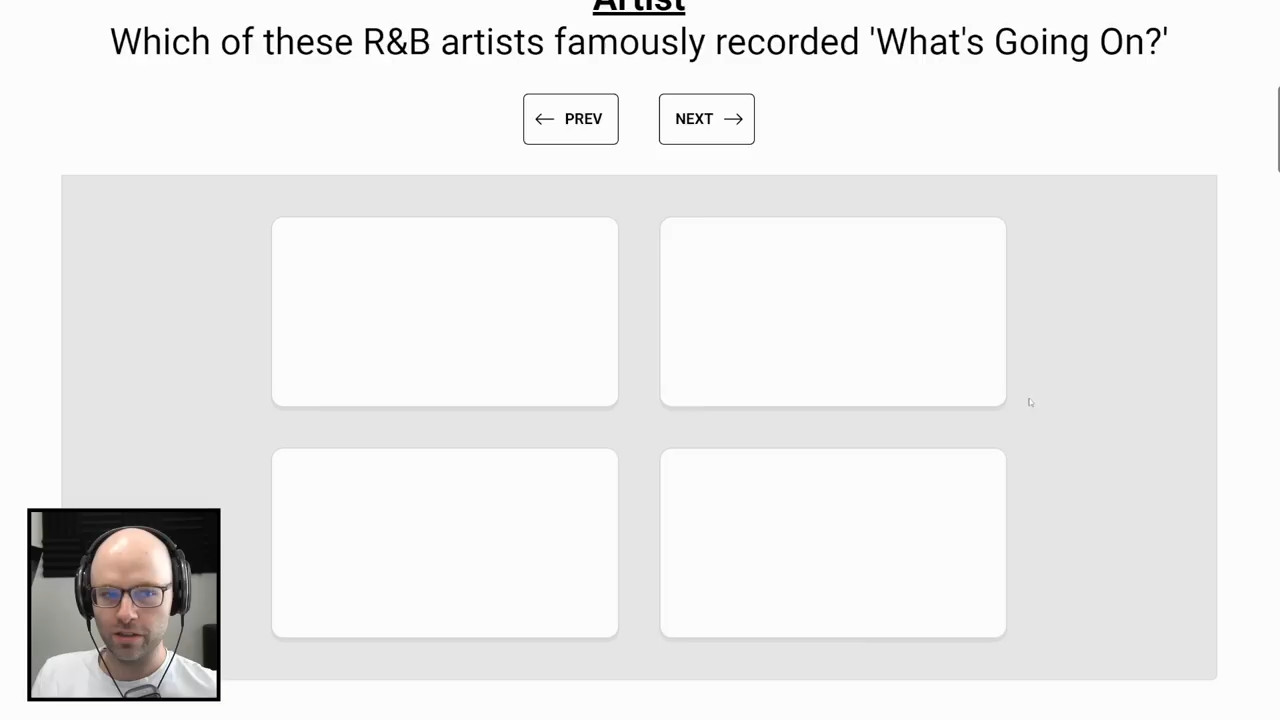 Artist
Which of these R&B artists famously recorded 'What's Going On?'
← PREV
NEXT →